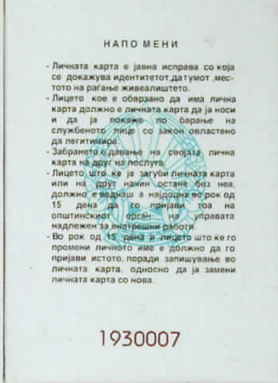 НАПОМЕНИ
- Личната карта е јавна исправа со која
се докажува идентитетот, датумот, мес-
тото на раѓање живеалиштето.
- Лицето кое е обврзано да има лична
карта должно е личната карта да ја носи
и да ја покаже по барање на
службеното лице со закон овластено
да легитимира.
- Забрането е давање на својата лична
карта на друг на послуга.
- Лицето што ќе ја загуби личната карта
или на друг начин остане без неа,
должно е веднаш а најдоцна во рок од
15 дена да го пријави тоа на
општинскиот орган на управата
надлежен за внатрешни работи.
- Во рок од 15 дена и лицето што ќе го
промени личното име е должно да го
пријави истото, поради запишување во
личната карта, односно да ја замени
личната карта со нова.
1930007